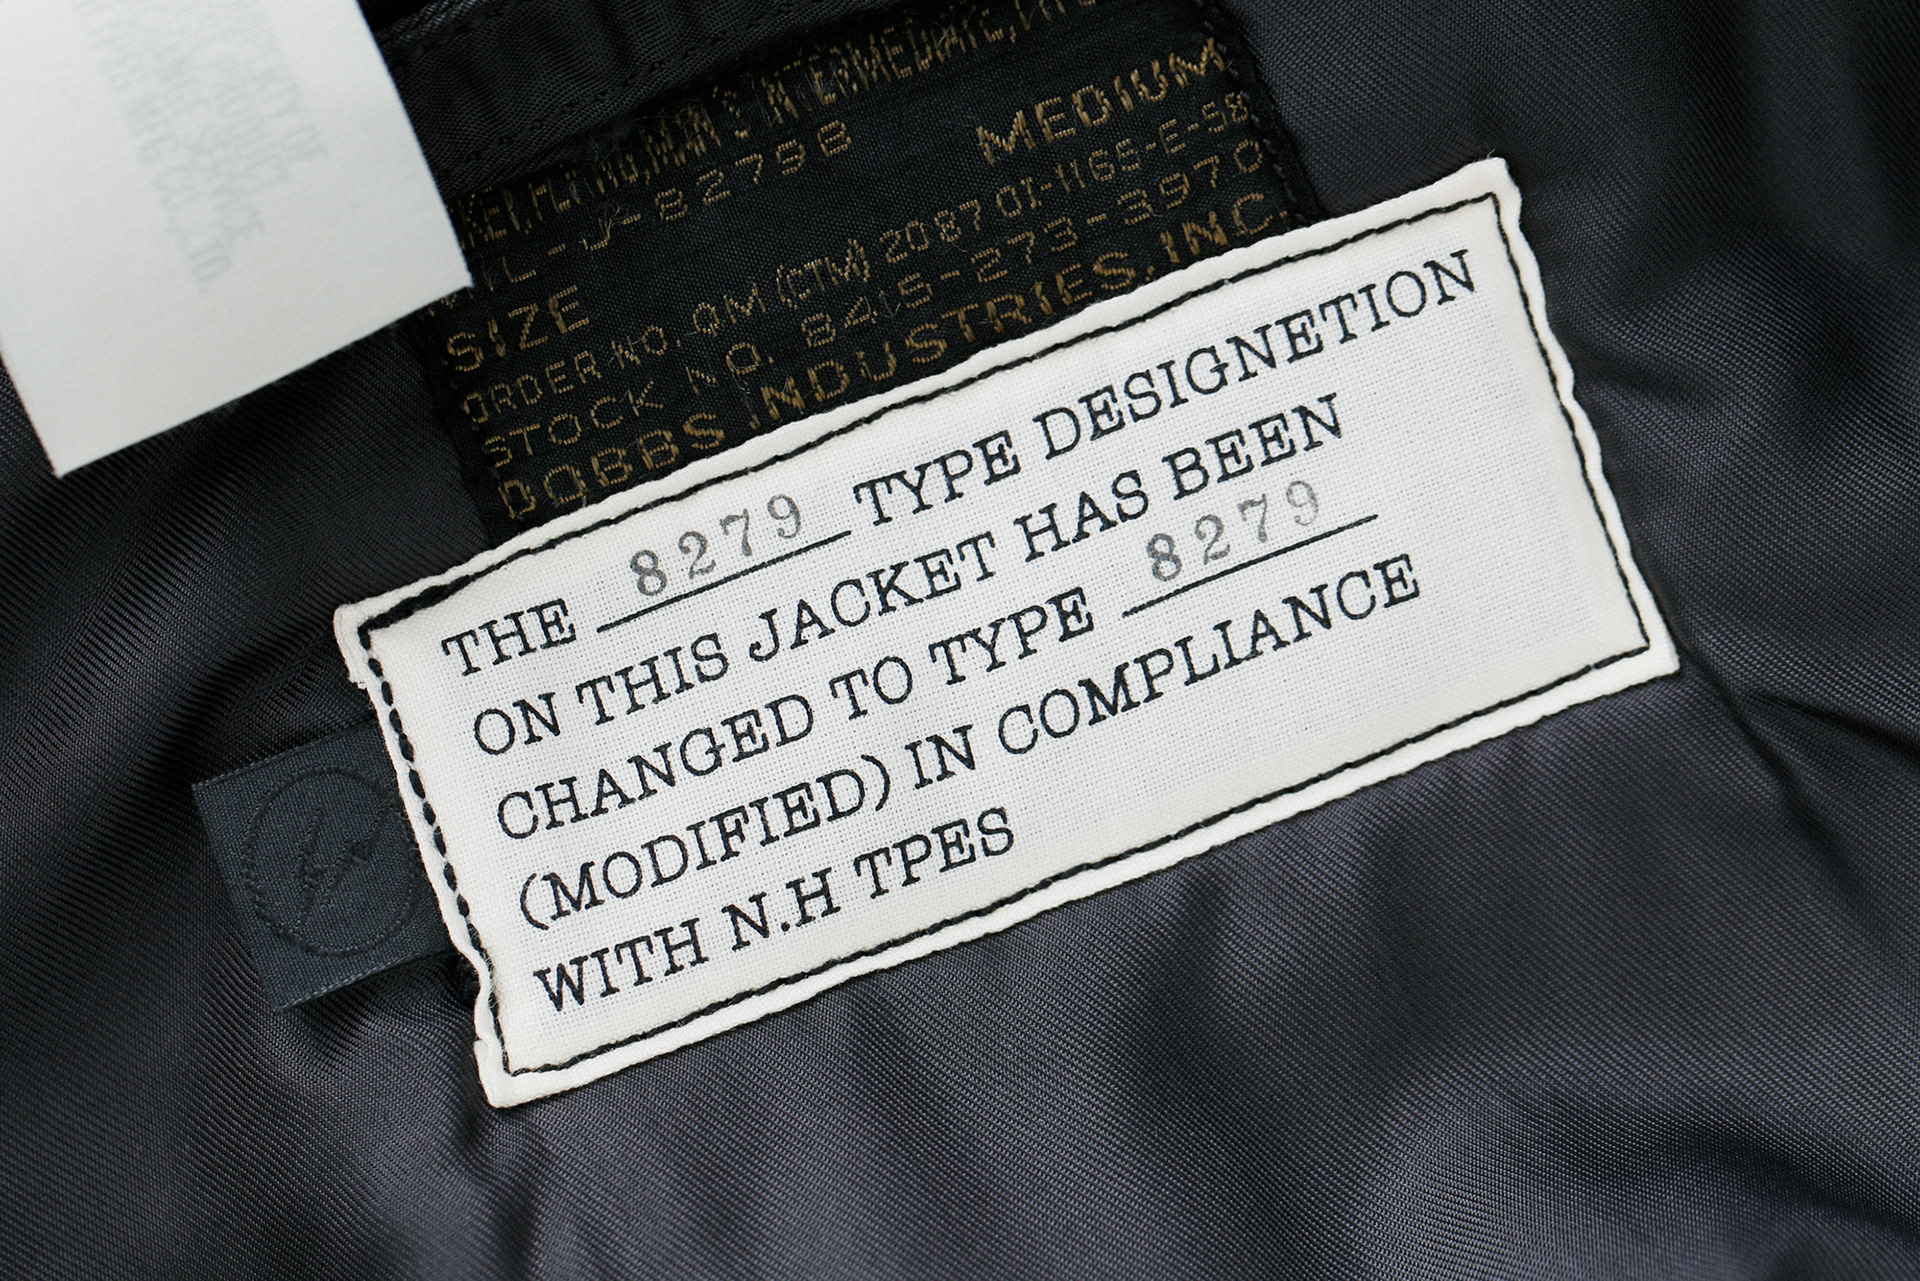 MEDIUM
SIZE
ORDER NO. QM (CTM) 2087 01-1165-E-58
STOCK NO. 8415-273-3970
DOBBS INDUSTRIES, INC.
THE 8279 TYPE DESIGNETION
ON THIS JACKET HAS BEEN
CHANGED TO TYPE 8279
(MODIFIED) IN COMPLIANCE
WITH N.H TPES